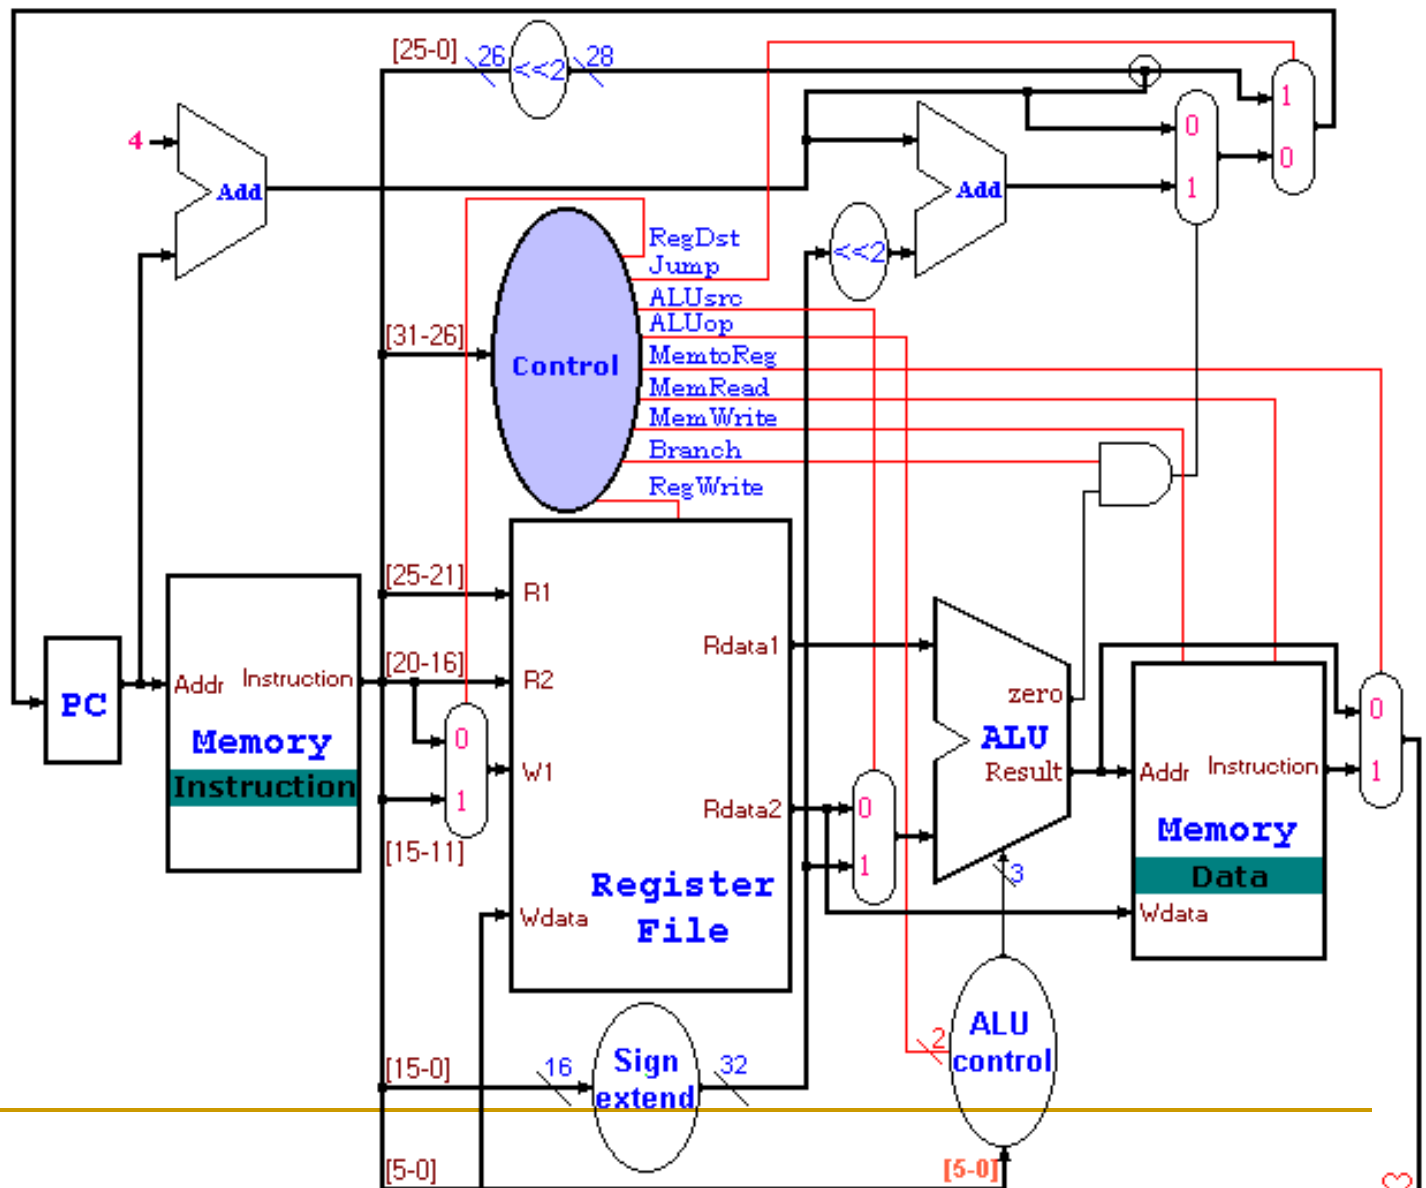 [25-0]
26
<<2
28
1
0
0
1
4
Add
Add
<<2
RegDst
Jump
ALUsrc
ALUop
MemtoReg
MemRead
MemWrite
Branch
RegWrite
[31-26]
Control
[25-21]
R1
[20-16]
R2
Rdata1
PC
Addr
Instruction
Memory
Instruction
0
1
W1
[15-11]
Rdata2
Register
File
Wdata
0
1
zero
ALU
Result
3
Addr
Instruction
Memory
Data
Wdata
0
1
[15-0]
16
Sign
extend
32
2
ALU
control
[5-0]
[5-0]